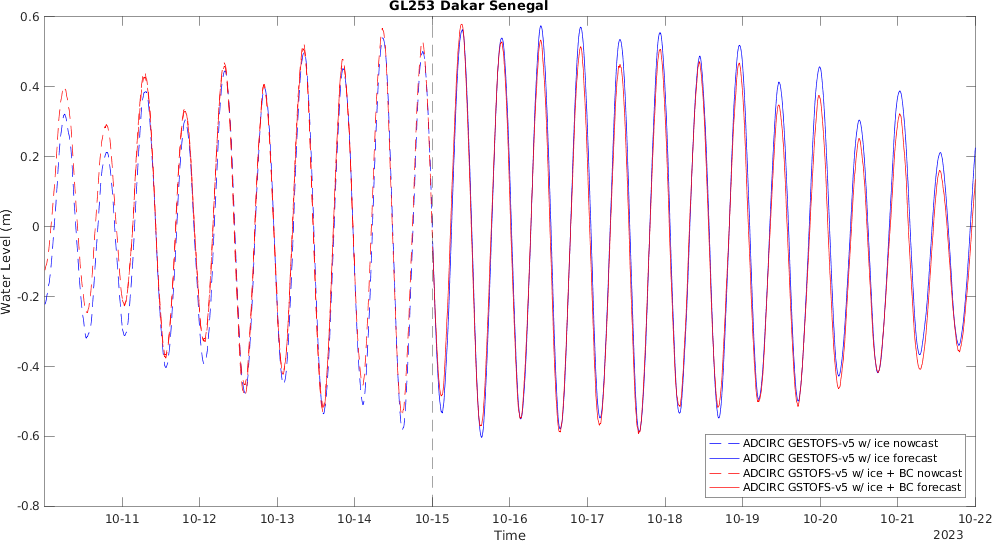 GL253 Dakar Senegal
0.6
0.4
0.2
0
-0.2
-0.4
-0.6
-0.8
Water Level (m)
ADCIRC GESTOFS-v5 w/ ice nowcast
ADCIRC GESTOFS-v5 w/ ice forecast
ADCIRC GSTOFS-v5 w/ ice + BC nowcast
ADCIRC GSTOFS-v5 w/ ice + BC forecast
10-11 10-12 10-13 10-14 10-15 10-16 10-17 10-18 10-19 10-20 10-21 10-22
Time
2023